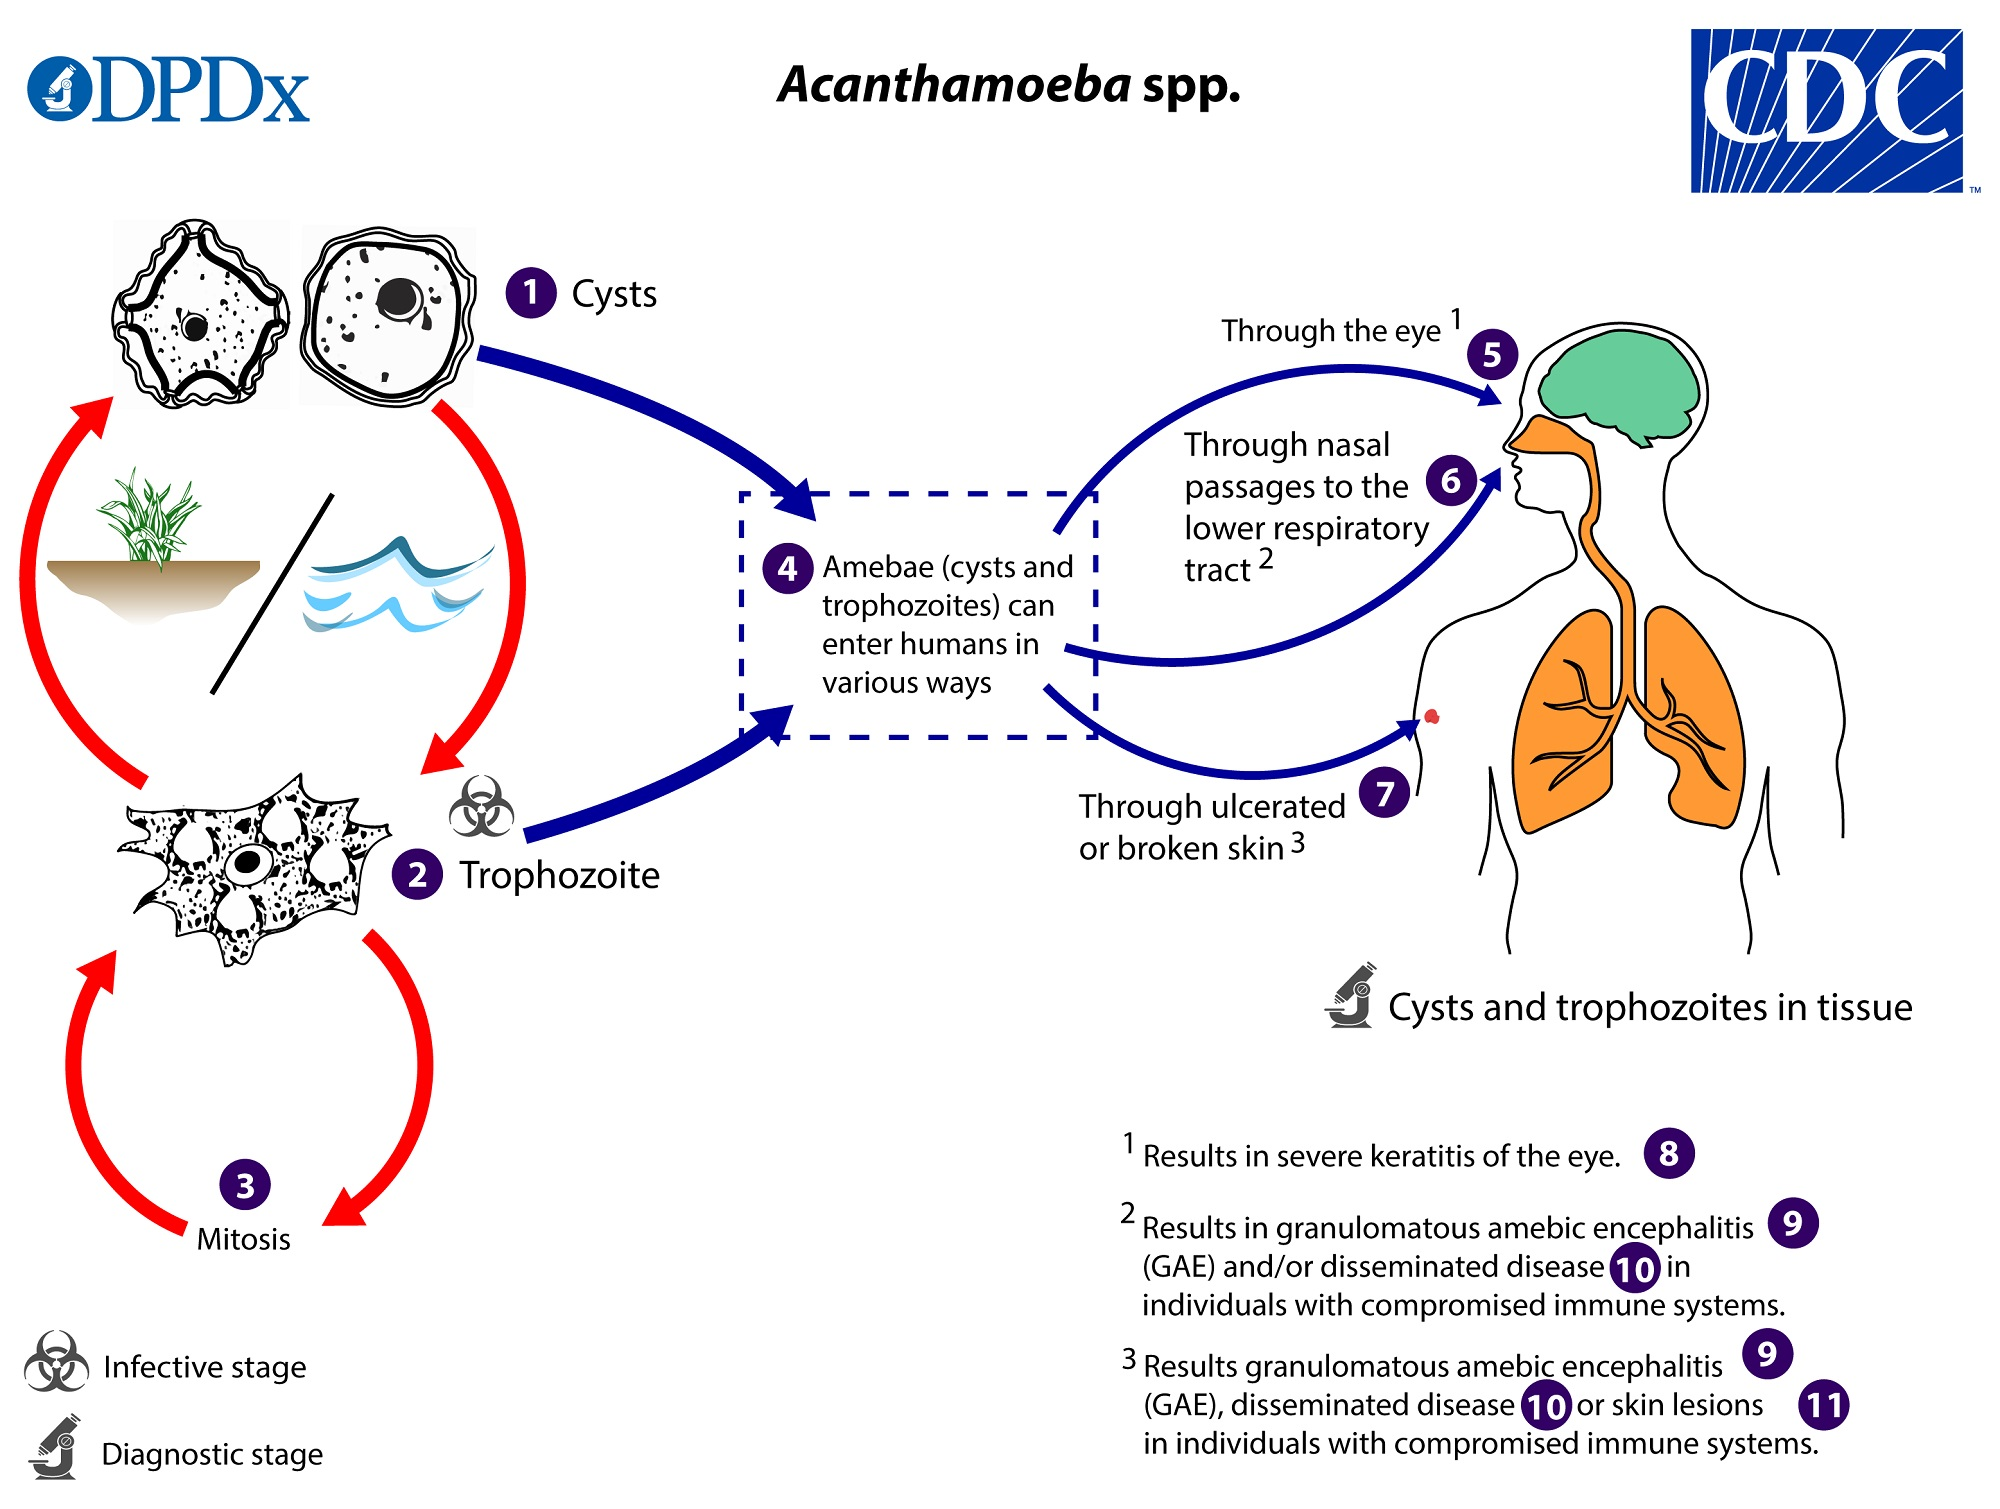 DPDx
Acanthamoeba spp.
CDC
TM
1 Cysts
Through the eye 1
5
Through nasal
passages to the
lower respiratory
tract 2
6
4 Amebae (cysts and
trophozoites) can
enter humans in
various ways
7
Through ulcerated
or broken skin 3
2 Trophozoite
Cysts and trophozoites in tissue
3
Mitosis
1 Results in severe keratitis of the eye. 8
2 Results in granulomatous amebic encephalitis 9
(GAE) and/or disseminated disease 10 in
individuals with compromised immune systems.
3 Results granulomatous amebic encephalitis 9
(GAE), disseminated disease 10 or skin lesions 11
in individuals with compromised immune systems.
Infective stage
Diagnostic stage